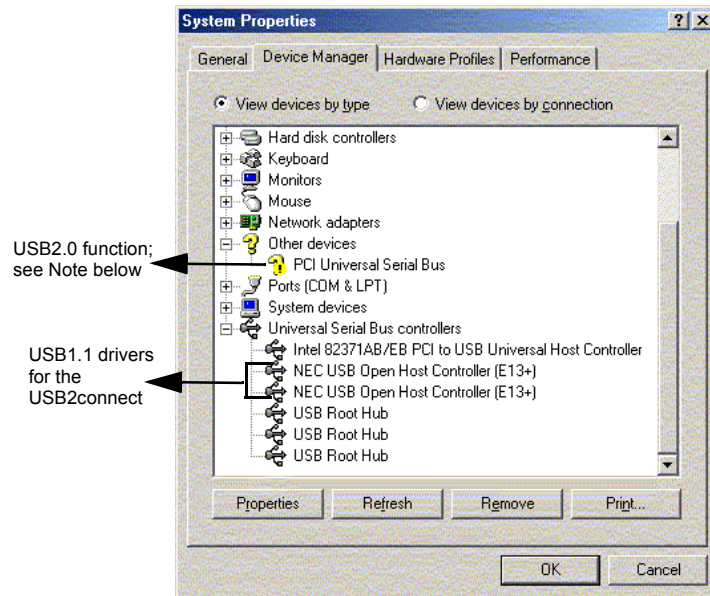 System Properties
General Device Manager Hardware Profiles Performance
View devices by type View devices by connection
Hard disk controllers
Keyboard
Monitors
Mouse
Network adapters
Other devices
PCI Universal Serial Bus
Ports (COM & LPT)
System devices
Universal Serial Bus controllers
Intel 82371AB/EB PCI to USB Universal Host Controller
NEC USB Open Host Controller (E13+)
NEC USB Open Host Controller (E13+)
USB Root Hub
USB Root Hub
USB Root Hub
Properties Refresh Remove Print...
OK Cancel
USB2.0 function;
see Note below
USB1.1 drivers
for the
USB2connect